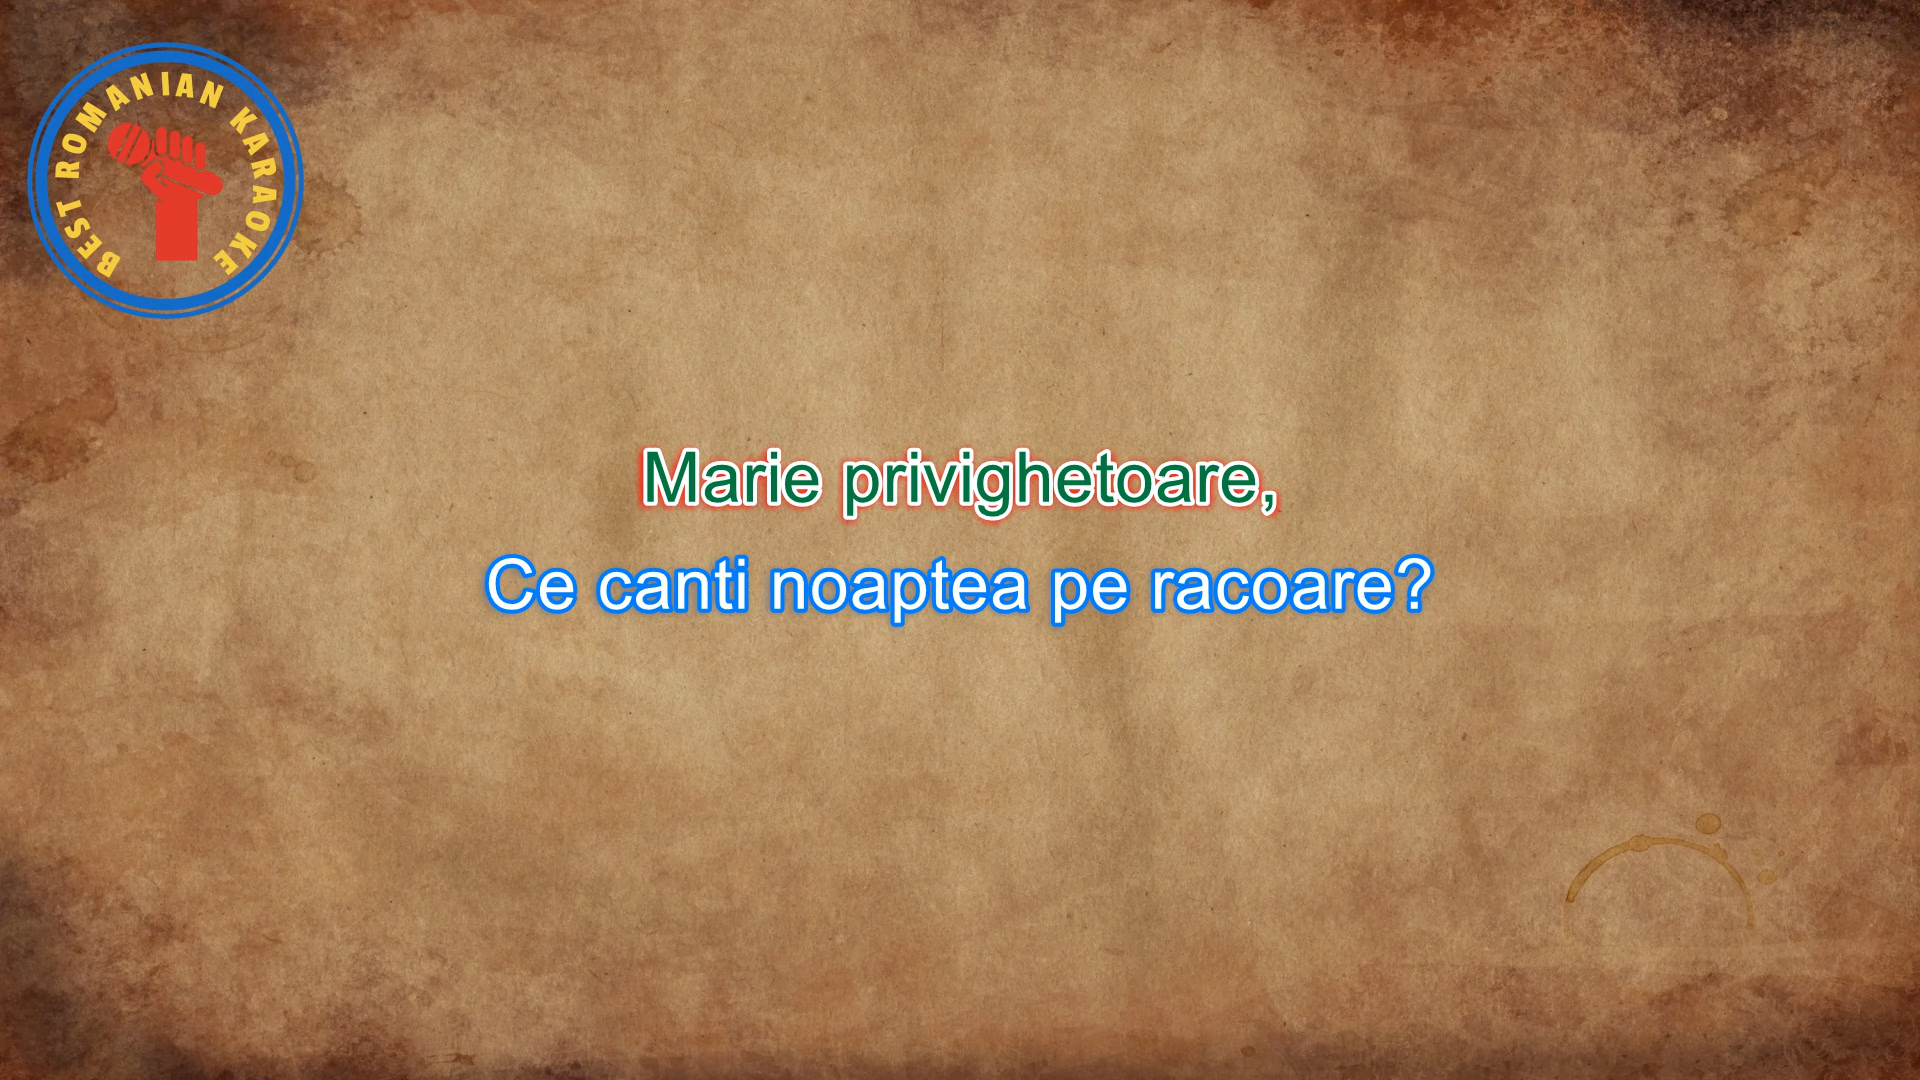 BEST ROMANIAN KARAOKE
Marie privighetoare,
Ce canti noaptea pe racoare?